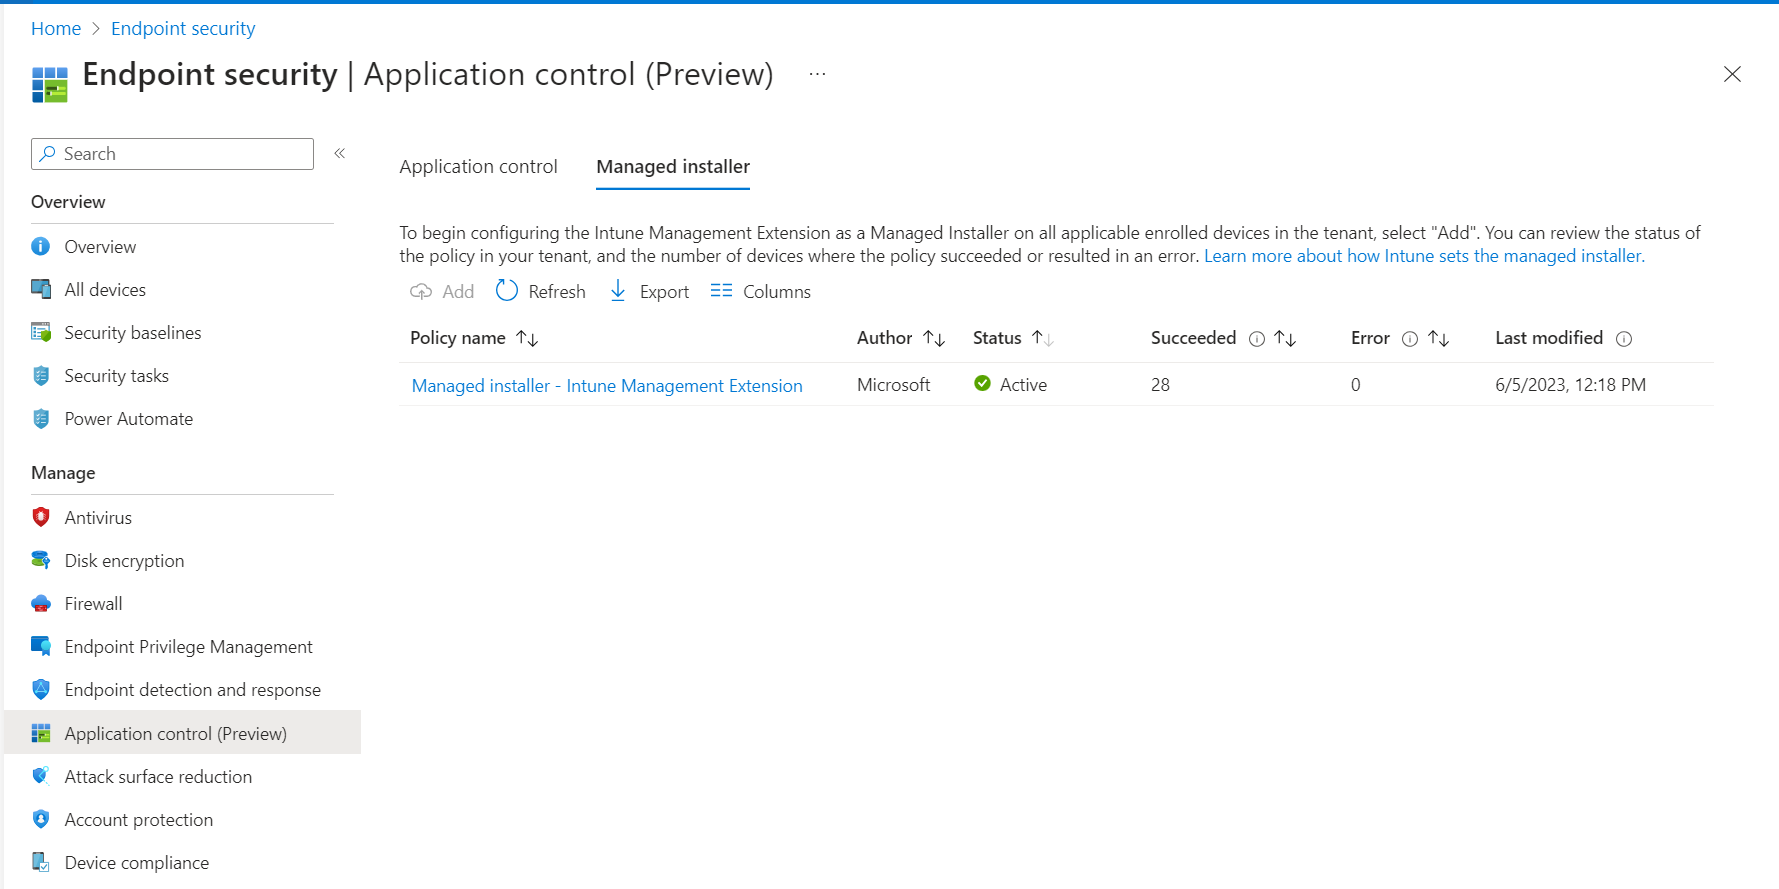 Home > Endpoint security
Endpoint security | Application control (Preview) ...
Search «
Overview
Overview
All devices
Security baselines
Security tasks
Power Automate
Manage
Antivirus
Disk encryption
Firewall
Endpoint Privilege Management
Endpoint detection and response
Application control (Preview)
Attack surface reduction
Account protection
Device compliance
Application control Managed installer
To begin configuring the Intune Management Extension as a Managed Installer on all applicable enrolled devices in the tenant, select "Add". You can review the status of
the policy in your tenant, and the number of devices where the policy succeeded or resulted in an error. Learn more about how Intune sets the managed installer.
Add Refresh Export Columns
Policy name Author Status Succeeded Error Last modified
Managed installer - Intune Management Extension Microsoft Active 28 0 6/5/2023, 12:18 PM